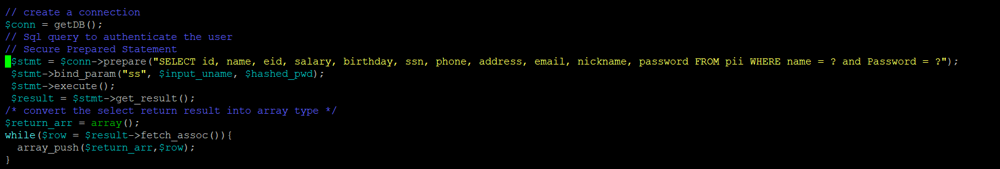 // create a connection
$conn = getDB();
// Sql query to authenticate the user
// Secure Prepared Statement
$stmt = $conn->prepare("SELECT id, name, eid, salary, birthday, ssn, phone, address, email, nickname, password FROM pii WHERE name = ? and Password = ?");
$stmt->bind_param("ss", $input_uname, $hashed_pwd);
$stmt->execute();
$result = $stmt->get_result();
/* convert the select return result into array type */
$return_arr = array();
while($row = $result->fetch_assoc()){
  array_push($return_arr,$row);
}